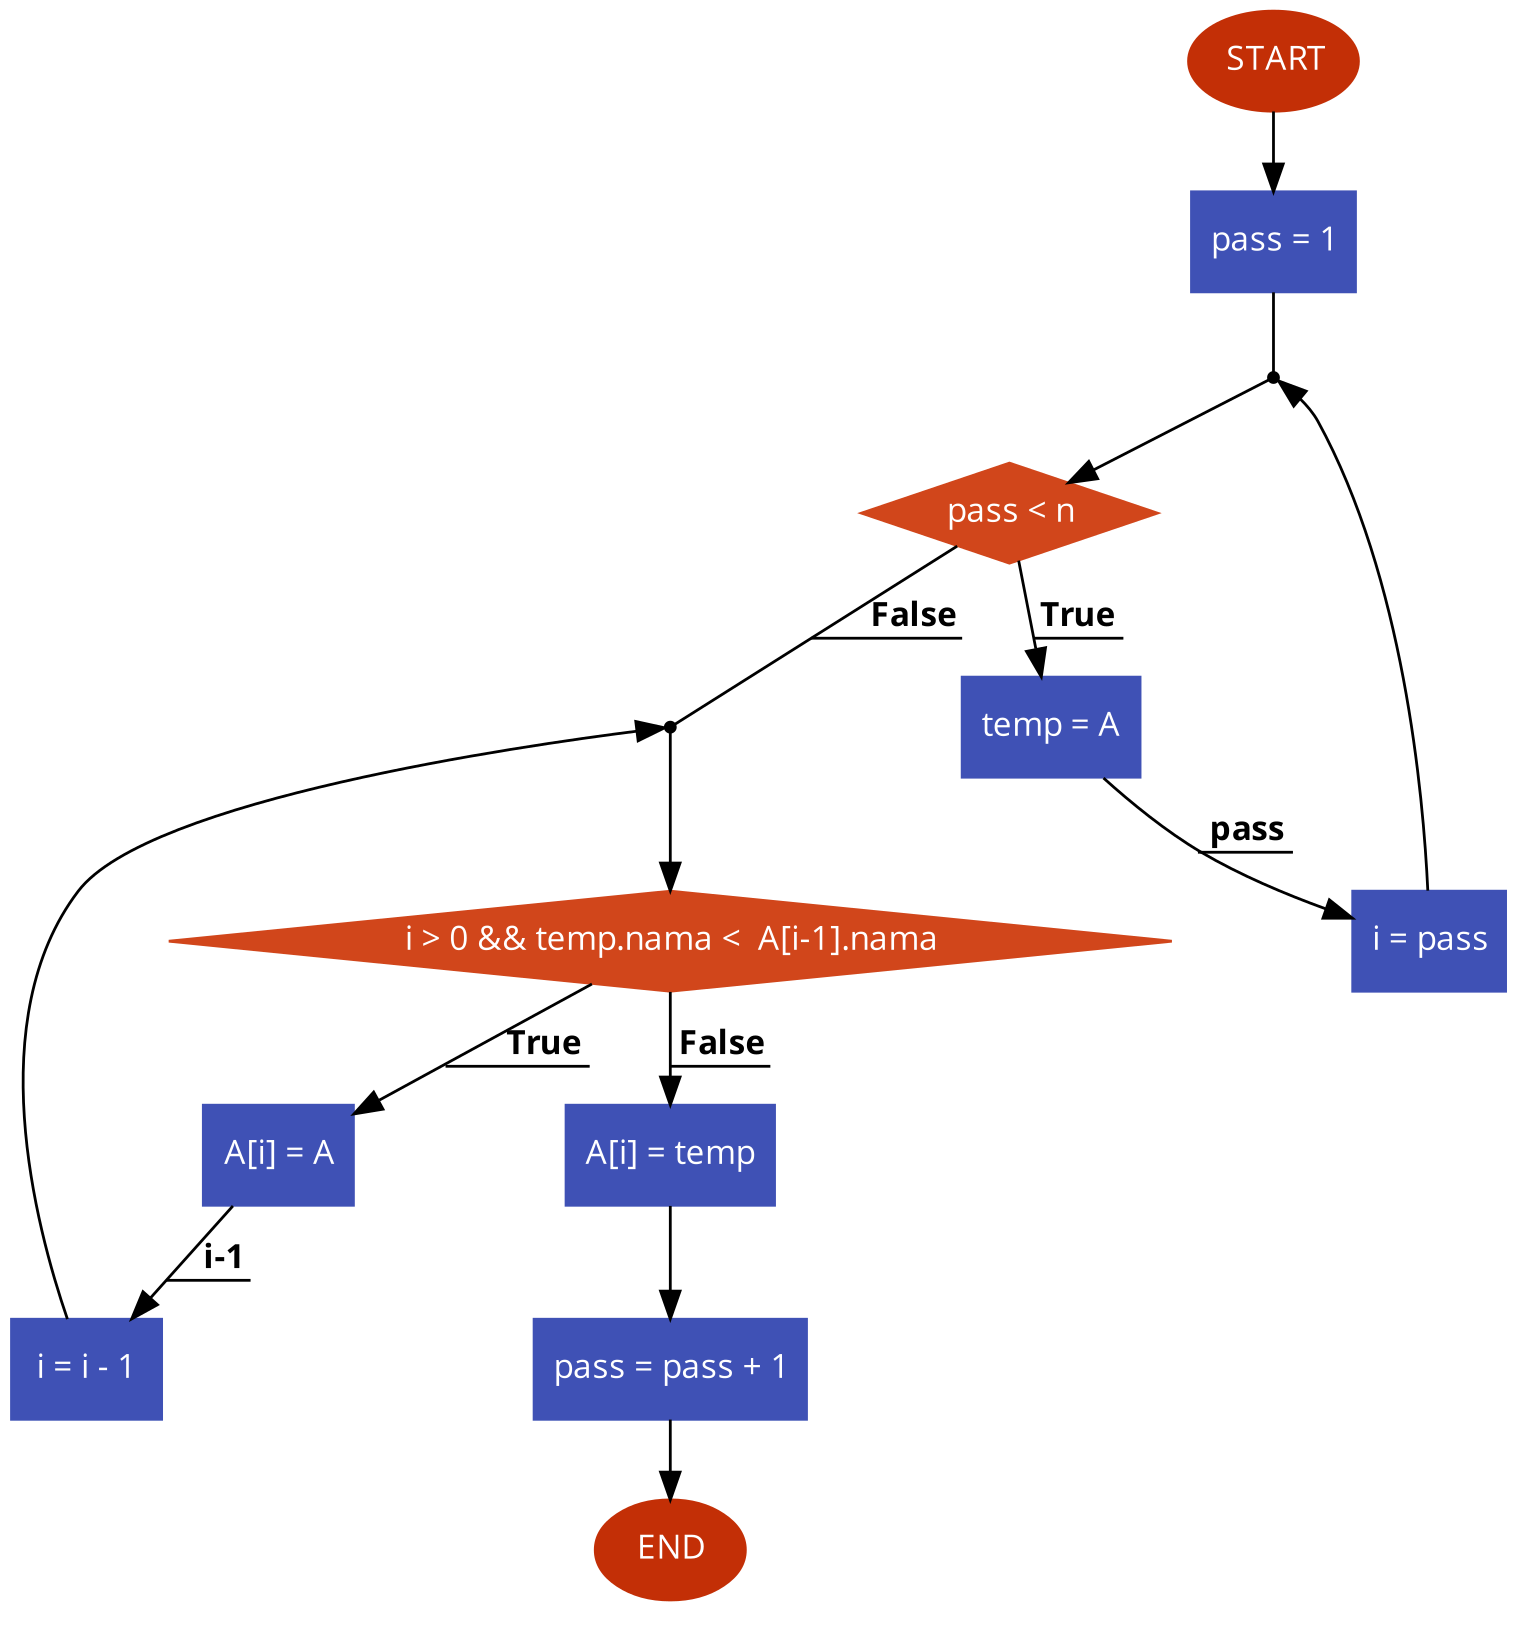 START
pass = 1
pass < n
False
True
temp = A
pass
i > 0 && temp.nama <  A[i-1].nama
i = pass
True
False
A[i] = A
A[i] = temp
i-1
i = i - 1
pass = pass + 1
END